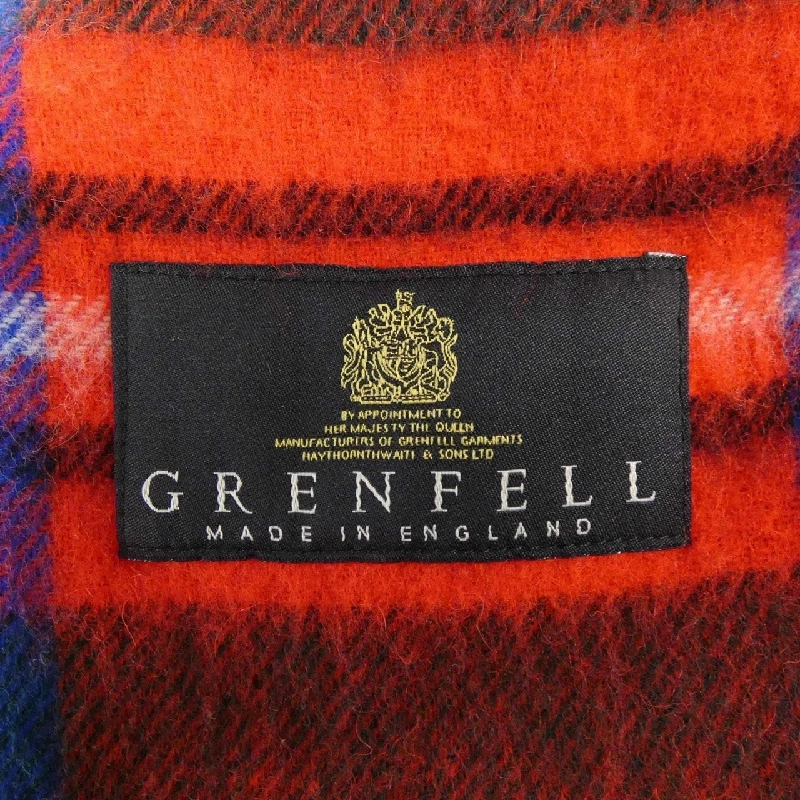 BY APPOINTMENT TO
HER MAJESTY THE QUEEN
MANUFACTURERS OF GRENFELL GARMENTS
HAYTHORNTHWAITE & SONS LTD
GRENFELL
MADE IN ENGLAND